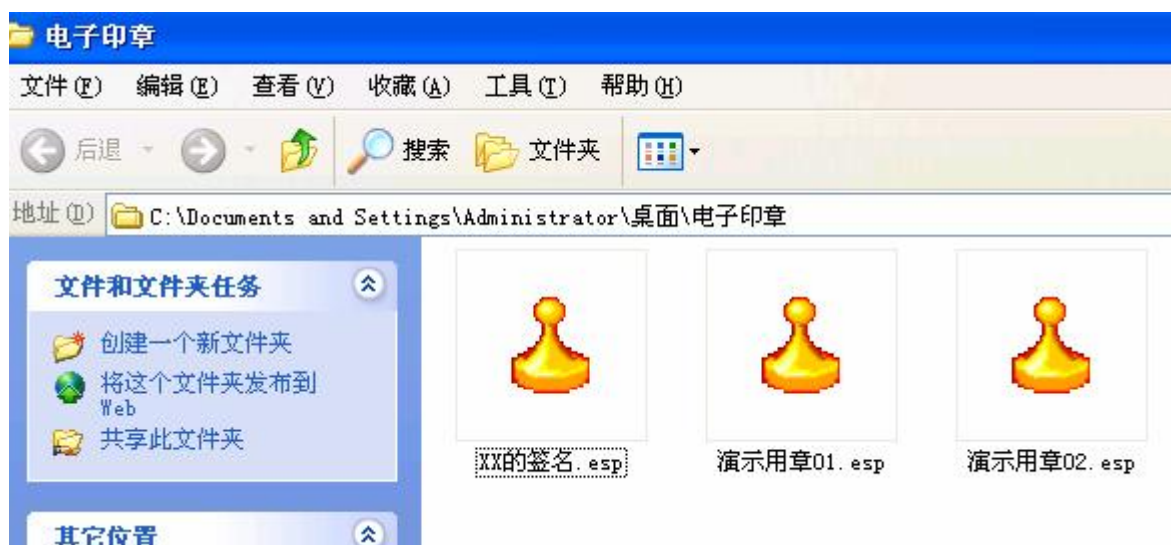 电子印章
文件(F) 编辑(E) 查看(V) 收藏(A) 工具(T) 帮助(H)
后退 搜索 文件夹
地址(D) C:\Documents and Settings\Administrator\桌面\电子印章
文件和文件夹任务
创建一个新文件夹
将这个文件夹发布到
Web
共享此文件夹
XX的签名.esp 演示用章01.esp 演示用章02.esp
其它位置